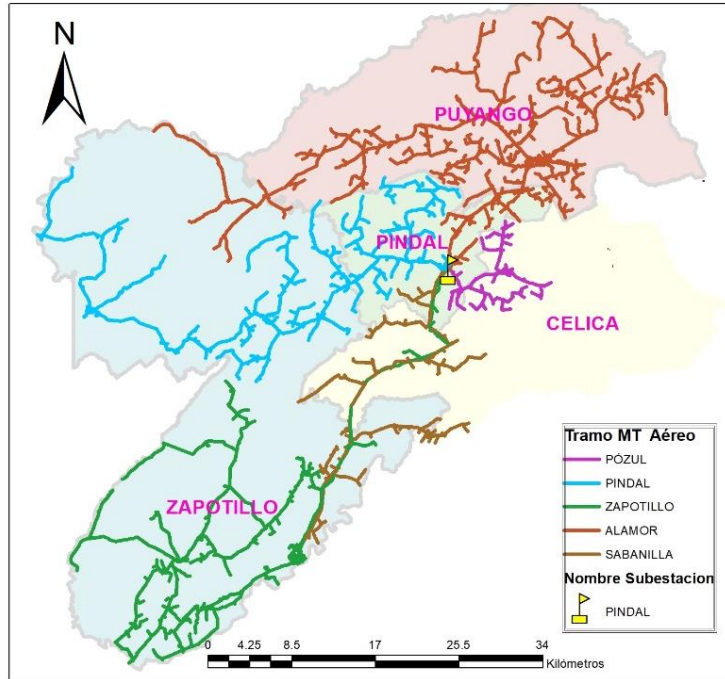 N
PUYANGO
PINDAL
CELICA
ZAPOTILLO
Tramo MT Aéreo
PÓZUL
PINDAL
ZAPOTILLO
ALAMOR
SABANILLA
Nombre Subestacion
PINDAL
0 4.25 8.5 17 25.5 34
Kilómetros